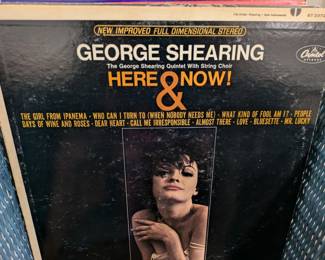 NEW IMPROVED FULL DIMENSIONAL STEREO
GEORGE SHEARING
The George Shearing Quintet With String Choir
HERE & NOW!
Capitol
RECORDS
THE GIRL FROM IPANEMA · WHO CAN I TURN TO (WHEN NOBODY NEEDS ME) · WHAT KIND OF FOOL AM I? · PEOPLE
DAYS OF WINE AND ROSES · DEAR HEART · CALL ME IRRESPONSIBLE · ALMOST THERE · LOVE · BLUESETTE · MR. LUCKY